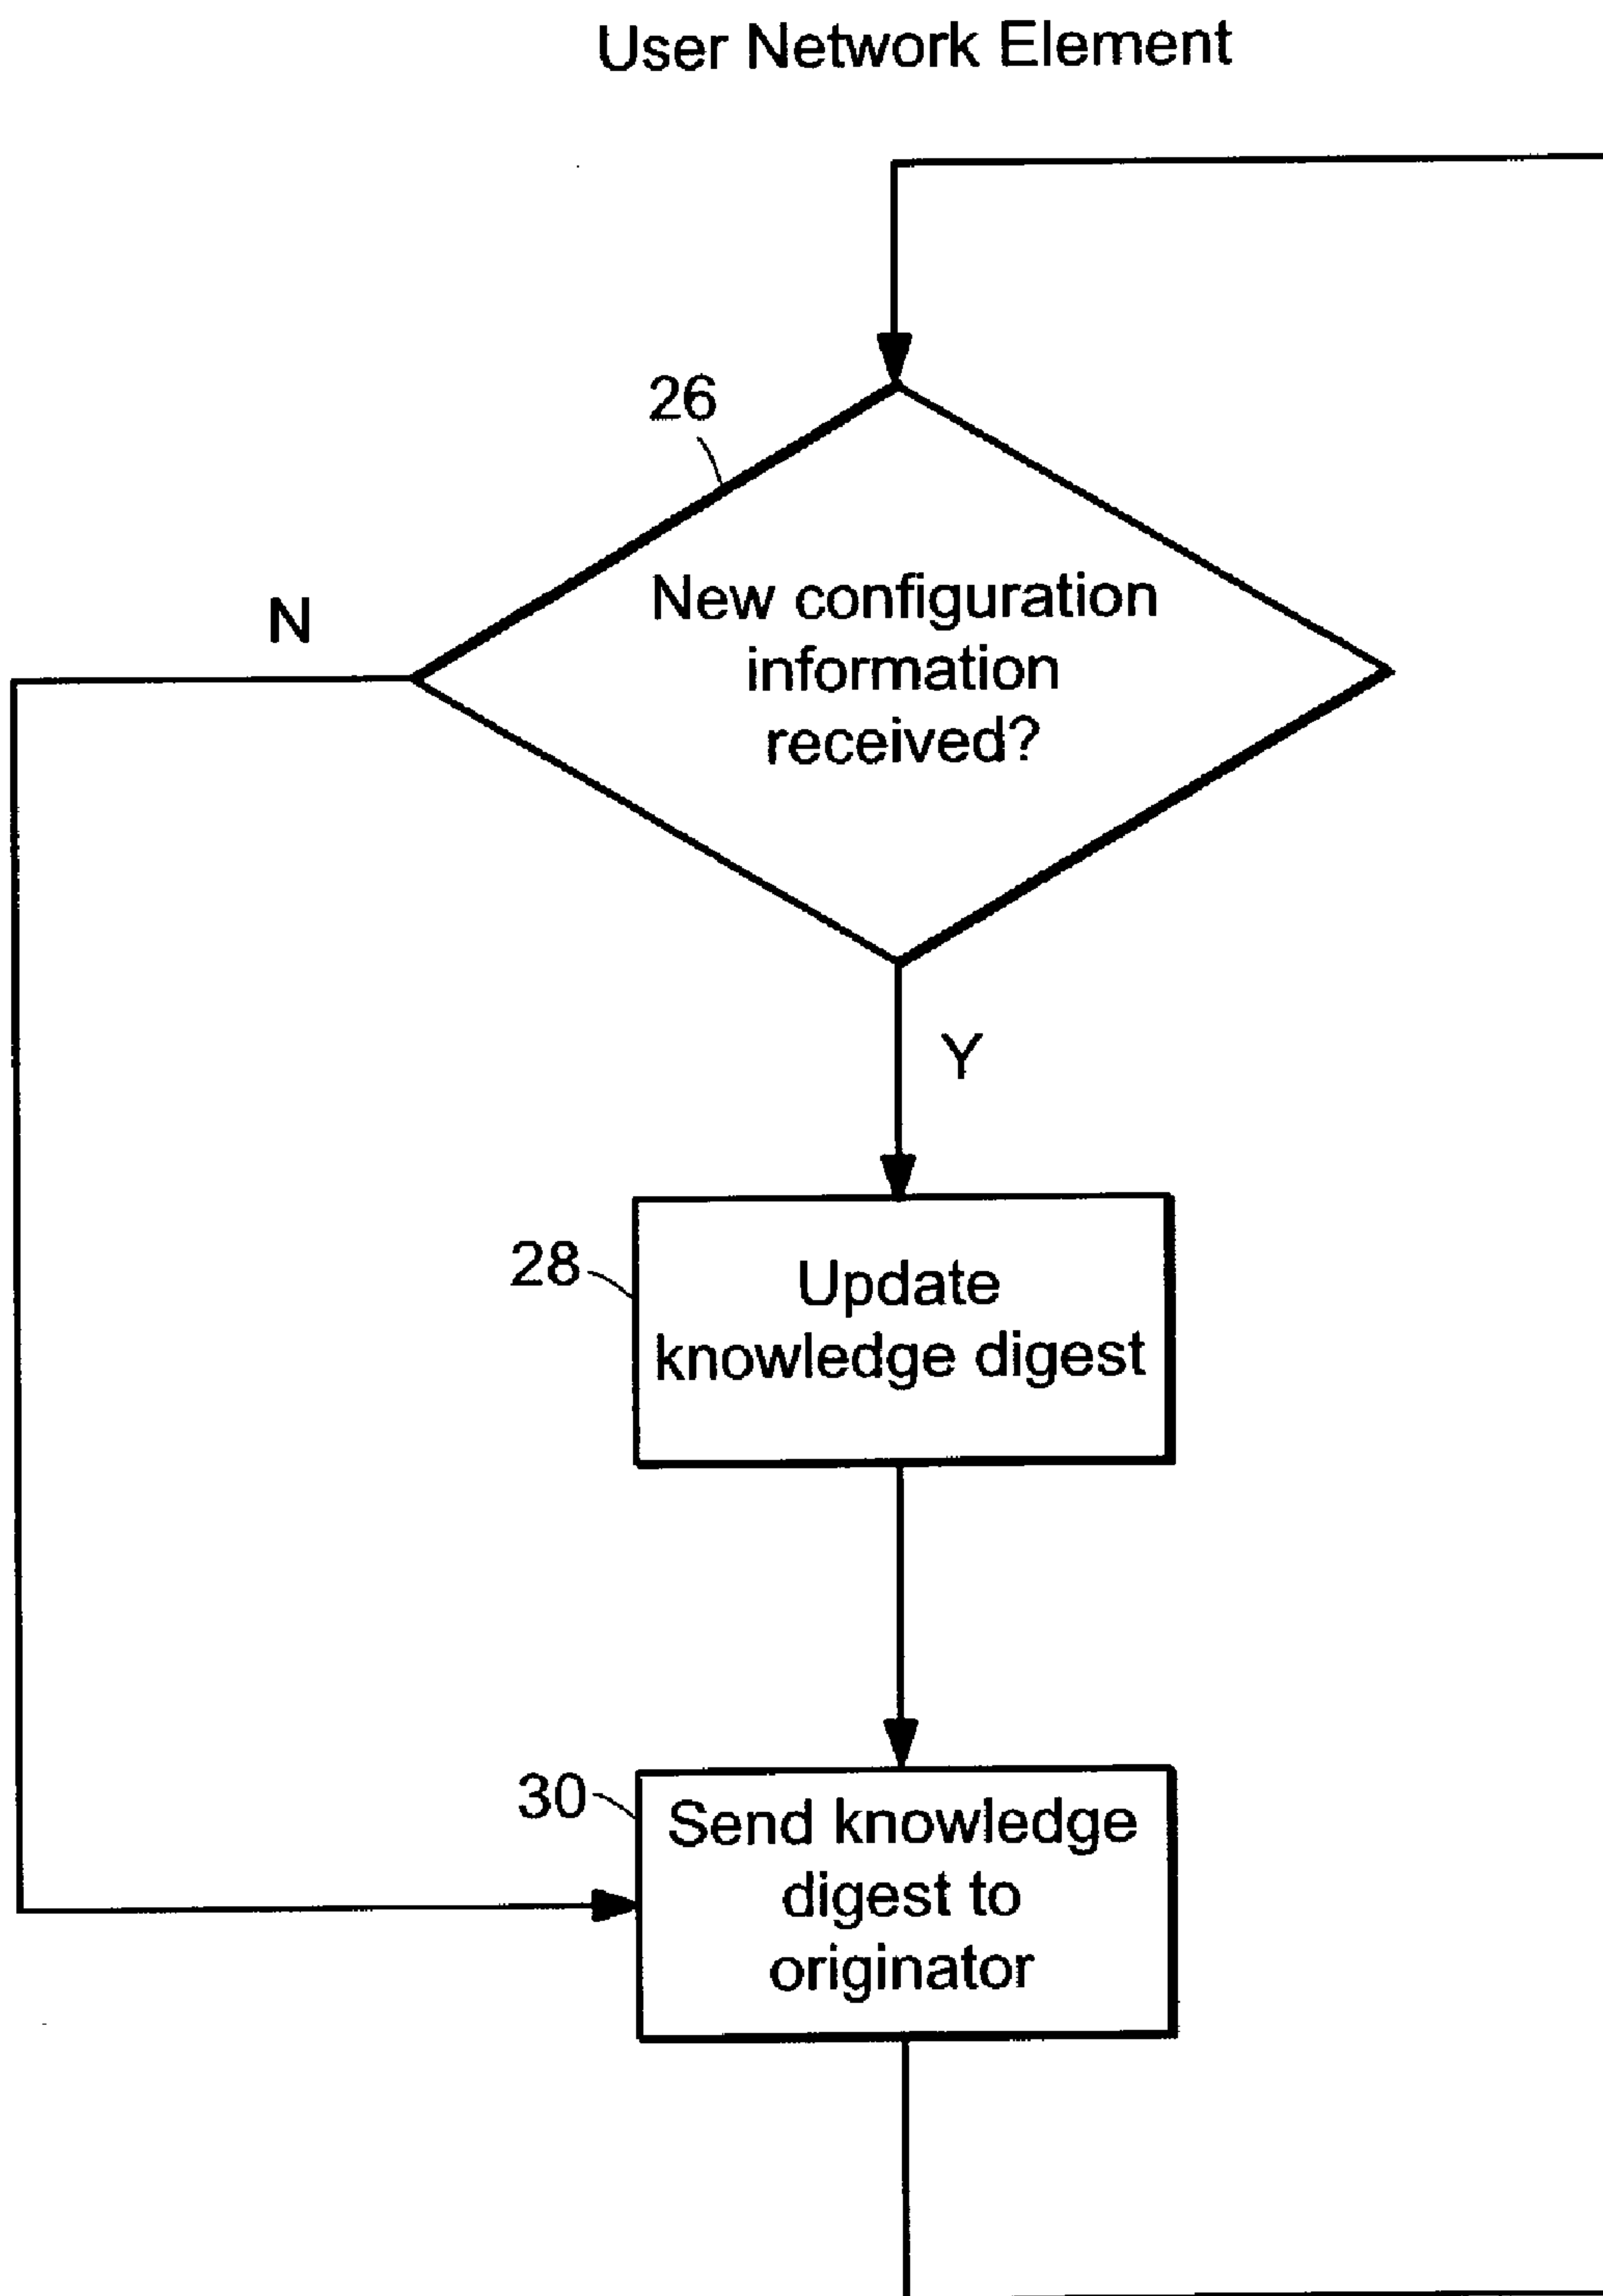 User Network Element
26
New configuration
information
received?
N
Y
28
Update
knowledge digest
30
Send knowledge
digest to
originator